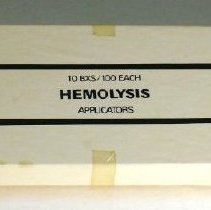 10 BXS/100 EACH
HEMOLYSIS
APPLICATORS